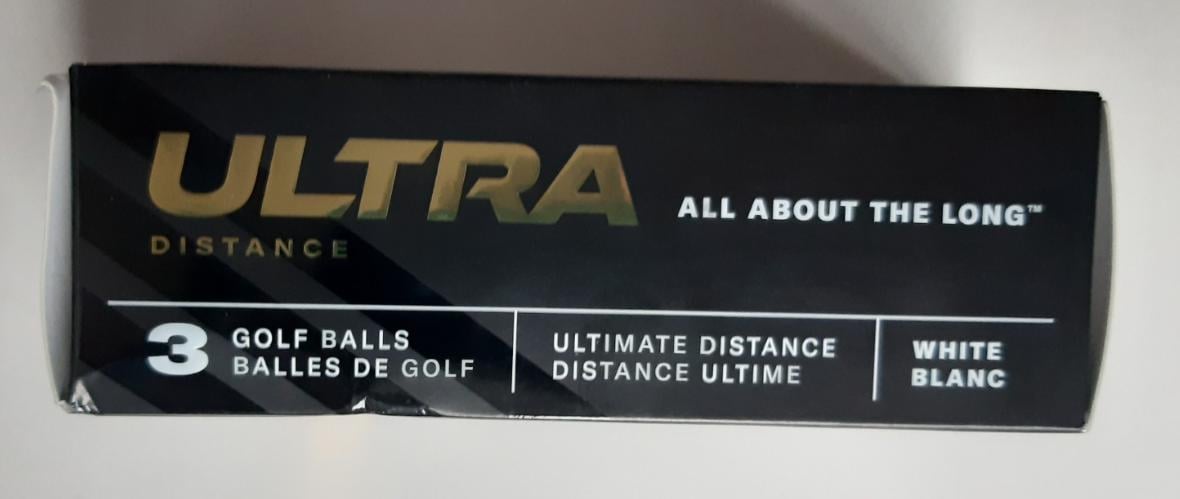 ULTRA
DISTANCE
ALL ABOUT THE LONG™
3
GOLF BALLS
BALLES DE GOLF
ULTIMATE DISTANCE
DISTANCE ULTIME
WHITE
BLANC